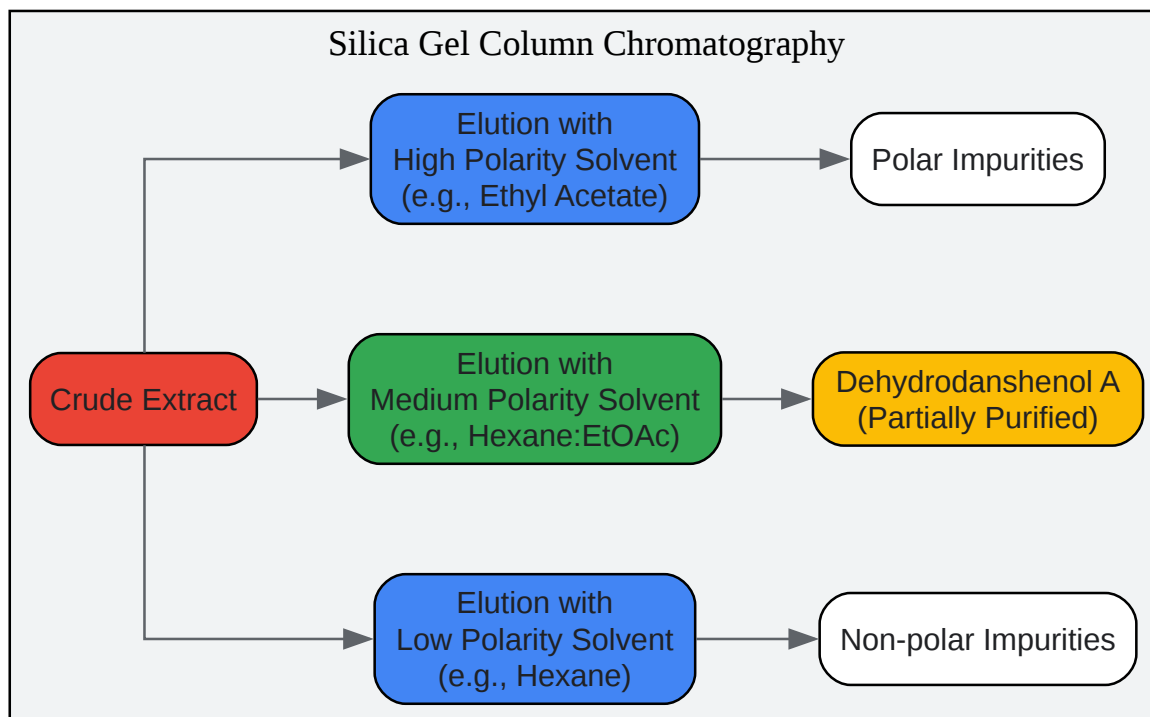 Silica Gel Column Chromatography
Elution with
High Polarity Solvent
(e.g., Ethyl Acetate)
Polar Impurities
Crude Extract
Elution with
Medium Polarity Solvent
(e.g., Hexane:EtOAc)
Dehydrodanshenol A
(Partially Purified)
Elution with
Low Polarity Solvent
(e.g., Hexane)
Non-polar Impurities